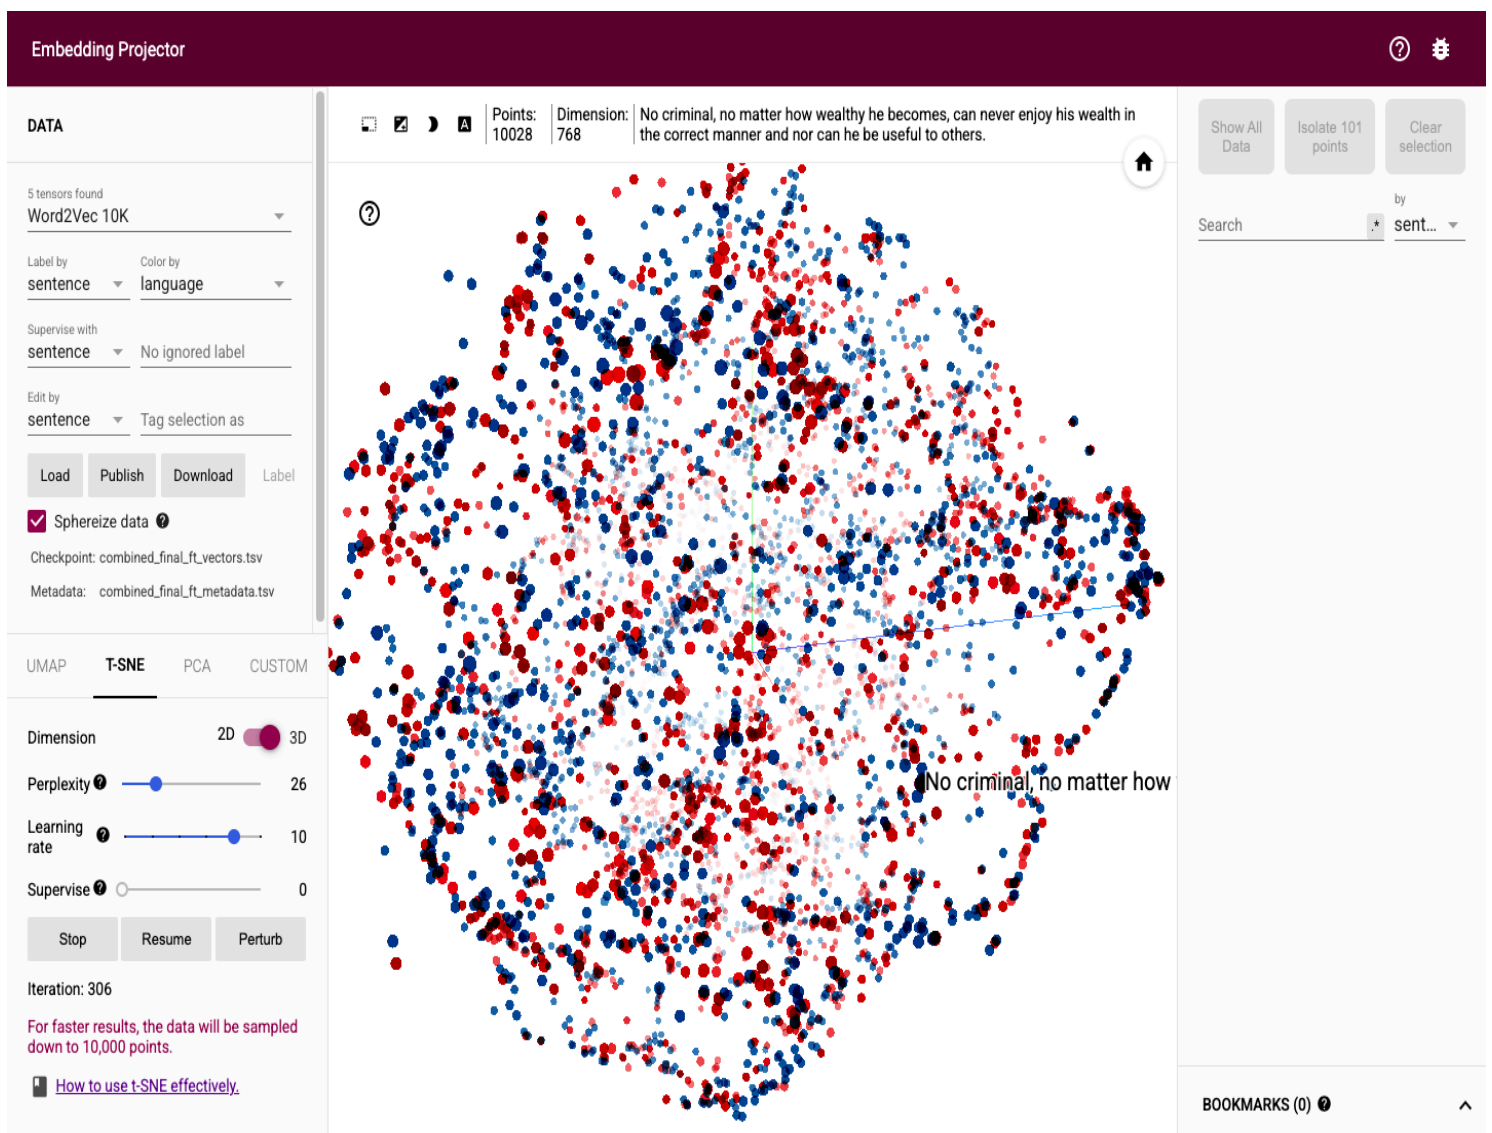 Embedding Projector
DATA
5 tensors found
Word2Vec 10K
Label by
Color by
sentence
language
Supervise with
sentence
No ignored label
Edit by
sentence
Tag selection as
Load
Publish
Download
Label
Sphereize data
Checkpoint: combined_final_ft_vectors.tsv
Metadata: combined_final_ft_metadata.tsv
UMAP
T-SNE
PCA
CUSTOM
Dimension
2D
3D
Perplexity
26
Learning
rate
10
Supervise
0
Stop
Resume
Perturb
Iteration: 306
For faster results, the data will be sampled
down to 10,000 points.
How to use t-SNE effectively.
A
Points:
10028
Dimension:
768
No criminal, no matter how wealthy he becomes, can never enjoy his wealth in
the correct manner and nor can he be useful to others.
No criminal, no matter how
Show All
Data
Isolate 101
points
Clear
selection
Search
.*
by
sent...
BOOKMARKS (0)